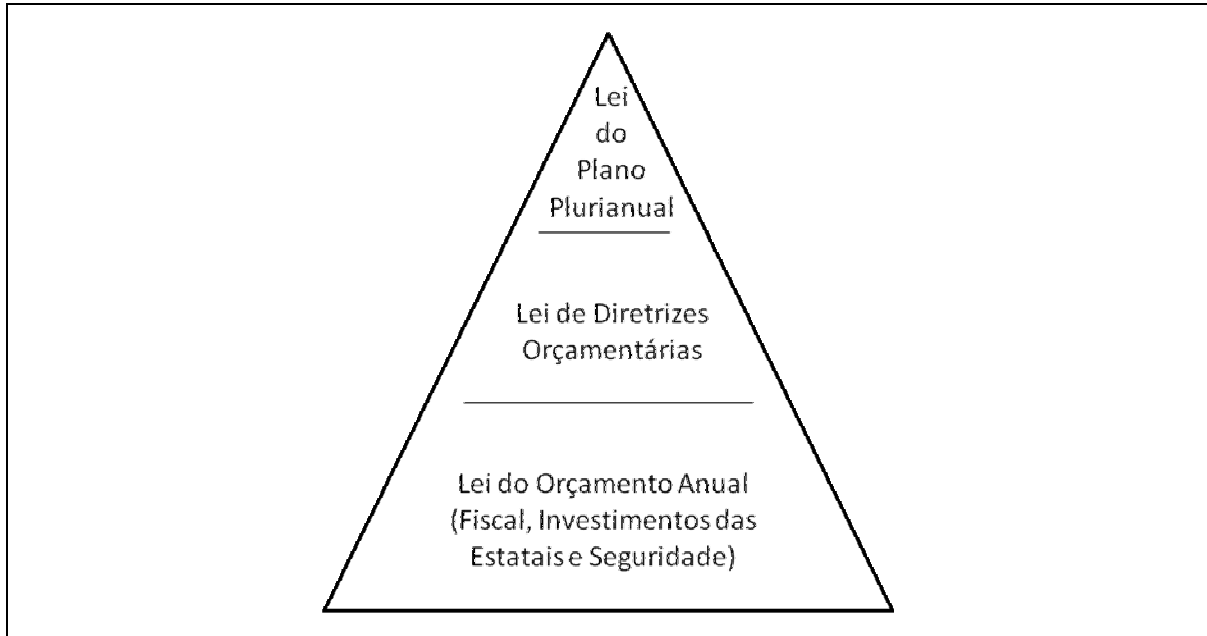 Lei
do
Plano
Plurianual
Lei de Diretrizes
Orçamentárias
Lei do Orçamento Anual
(Fiscal, Investimentos das
Estatais e Seguridade)